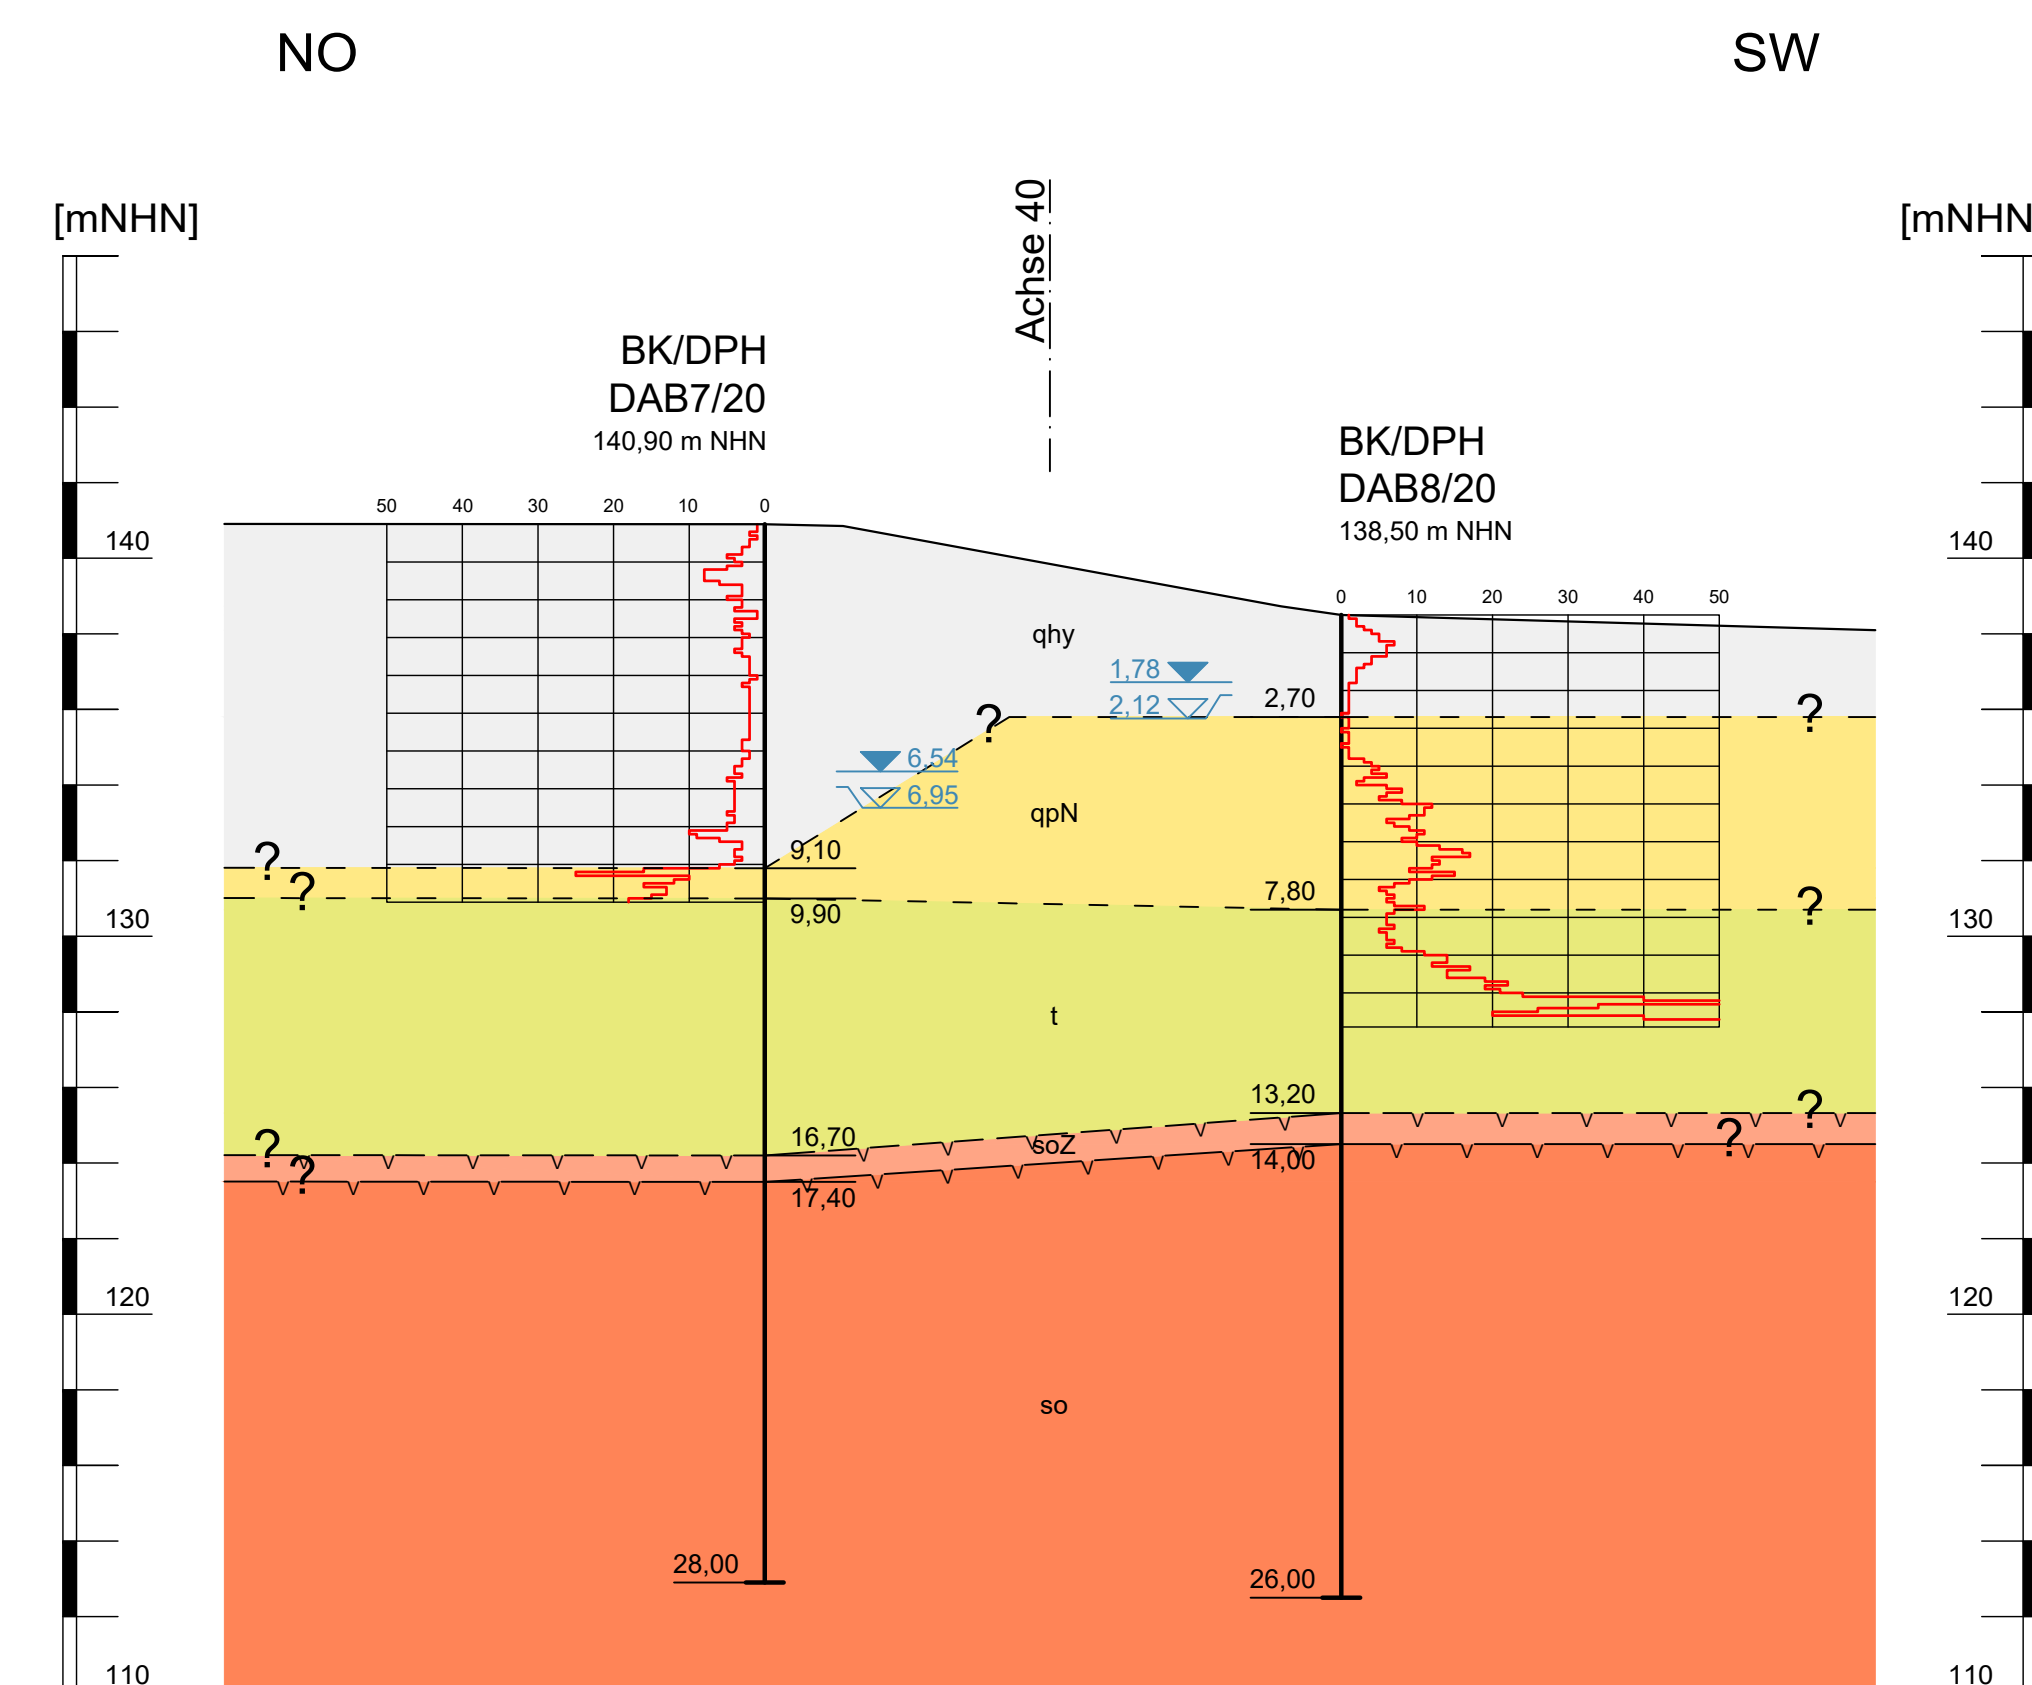 NO
SW
[mNHN]
[mNHN
Achse 40
BK/DPH
DAB7/20
140,90 m NHN
BK/DPH
DAB8/20
138,50 m NHN
50 40 30 20 10 0
0 10 20 30 40 50
140
140
qhy
1,78
2,12
2,70
?
?
6,54
6,95
qpN
9,10
?
?
7,80
?
9,90
130
130
t
13,20
?
16,70
?
soZ
?
14,00
?
17,40
120
120
so
28,00
26,00
110
110